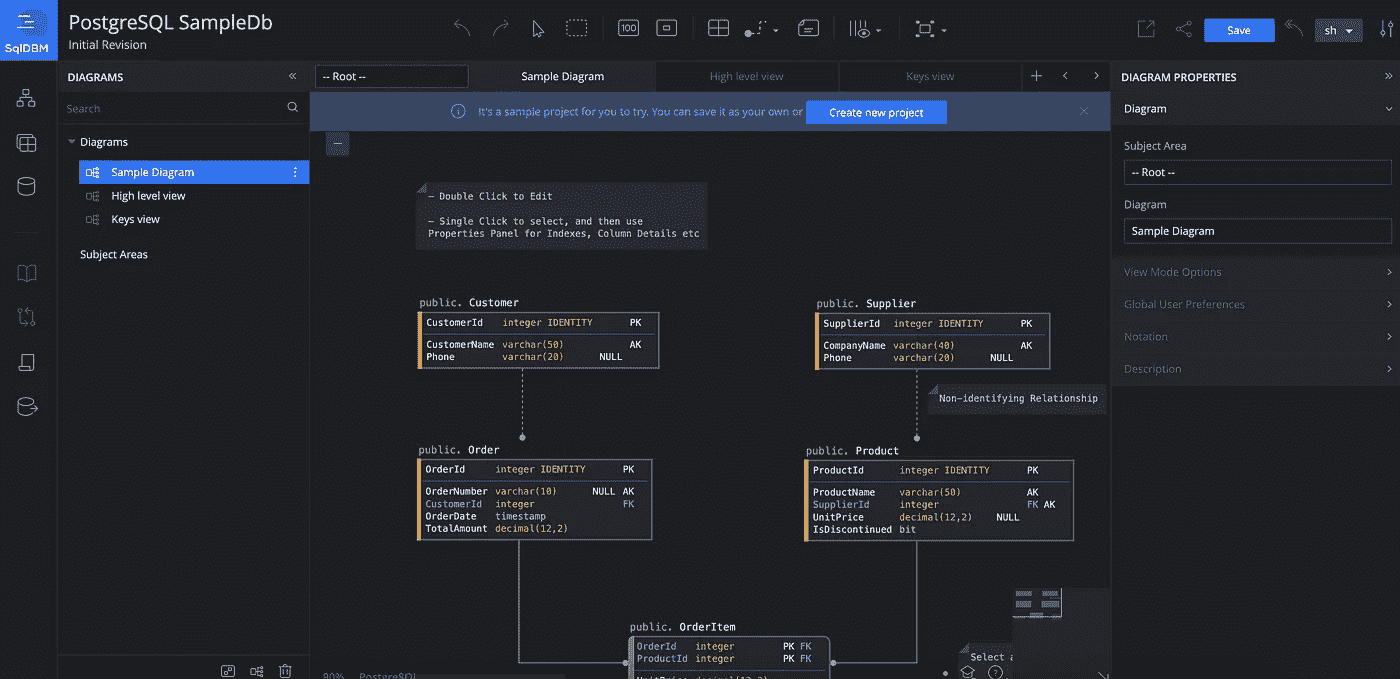 SqlDBM
PostgreSQL SampleDb
Initial Revision
100
Save
sh
DIAGRAMS
Search
Diagrams
Sample Diagram
High level view
Keys view
Subject Areas
-- Root --
Sample Diagram
High level view
Keys view
It's a sample project for you to try. You can save it as your own or
Create new project
– Double Click to Edit
– Single Click to select, and then use
Properties Panel for Indexes, Column Details etc
public. Customer
CustomerId integer IDENTITY PK
CustomerName varchar(50) AK
Phone varchar(20) NULL
public. Supplier
SupplierId integer IDENTITY PK
CompanyName varchar(40) AK
Phone varchar(20) NULL
Non-identifying Relationship
public. Order
OrderId integer IDENTITY PK
OrderNumber varchar(10) NULL AK
CustomerId integer FK
OrderDate timestamp
TotalAmount decimal(12,2)
public. Product
ProductId integer IDENTITY PK
ProductName varchar(50) AK
SupplierId integer FK AK
UnitPrice decimal(12,2) NULL
IsDiscontinued bit
public. OrderItem
OrderId integer PK FK
ProductId integer PK FK
UnitPrice decimal(12,2)
Select a
90% PostgreSQL
DIAGRAM PROPERTIES
Diagram
Subject Area
-- Root --
Diagram
Sample Diagram
View Mode Options
Global User Preferences
Notation
Description